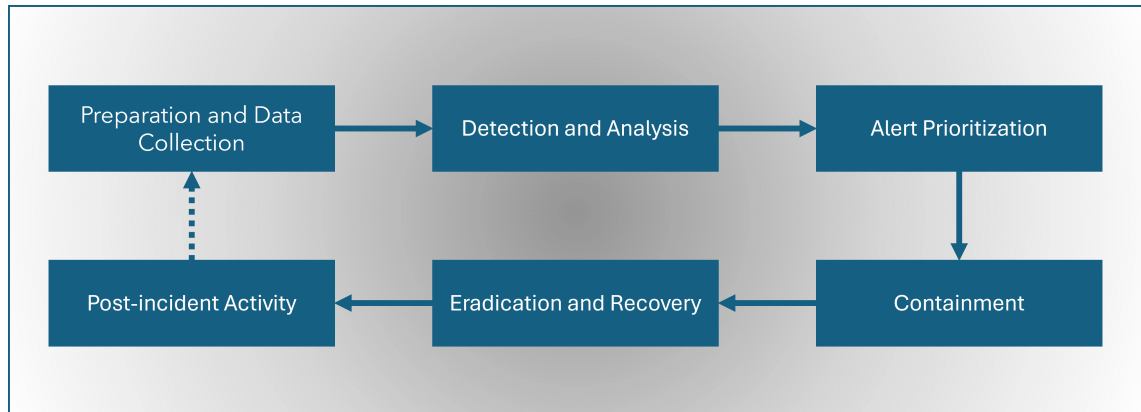 Preparation and Data
Collection
Detection and Analysis
Alert Prioritization
Post-incident Activity
Eradication and Recovery
Containment